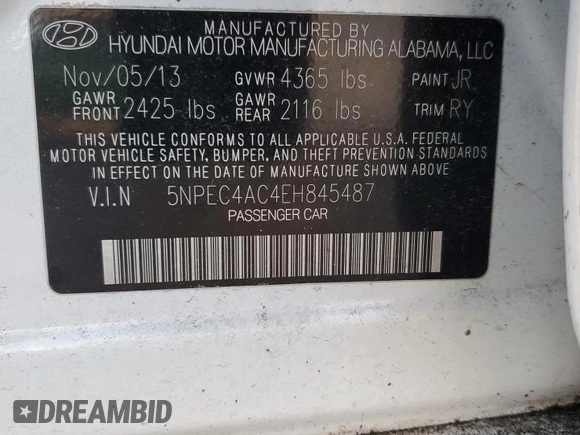 MANUFACTURED BY
HYUNDAI MOTOR MANUFACTURING ALABAMA, LLC
Nov/05/13 GVWR 4365 lbs PAINT JR
GAWR FRONT 2425 lbs GAWR REAR 2116 lbs TRIM RY
THIS VEHICLE CONFORMS TO ALL APPLICABLE U.S.A. FEDERAL
MOTOR VEHICLE SAFETY, BUMPER, AND THEFT PREVENTION STANDARDS
IN EFFECT ON THE DATE OF MANUFACTURE SHOWN ABOVE.
V.I.N 5NPEC4AC4EH845487
PASSENGER CAR
DREAMBID